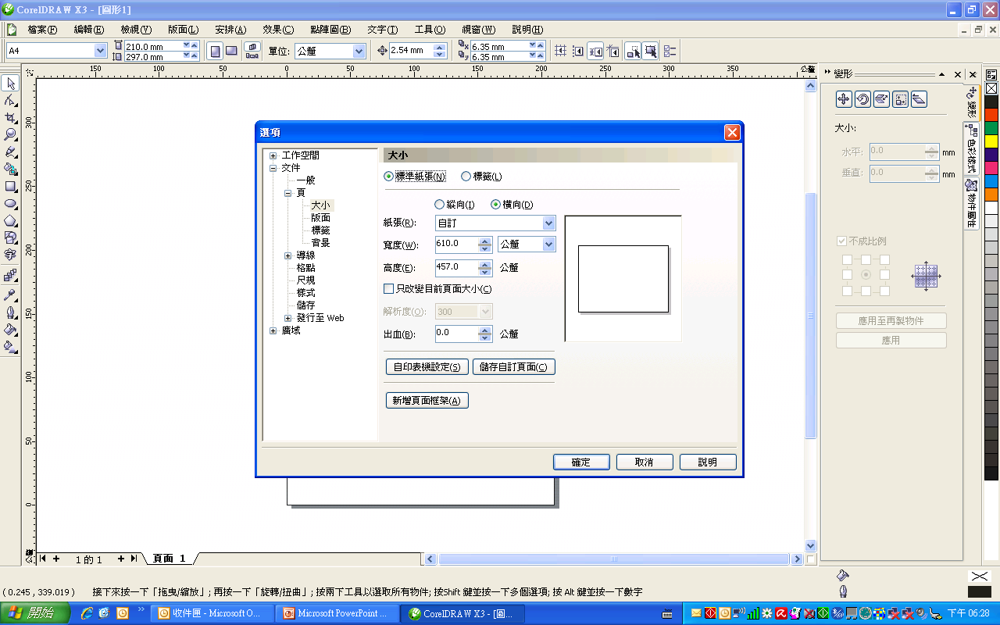 CorelDRAW X3 - [圖形1]
檔案(F) 編輯(E) 檢視(V) 版面(L) 安排(A) 效果(C) 點陣圖(B) 文字(T) 工具(O) 視窗(W) 說明(H)
A4 210.0 mm 297.0 mm 單位: 公釐 2.54 mm 6.35 mm 6.35 mm
150 100 50 0 50 100 150 200 250 300 350 公釐
300
250
200
150
100
50
0
選項
工作空間
文件
一般
頁
大小
版面
標籤
背景
導線
格點
尺規
樣式
儲存
發行至 Web
廣域
大小
標準紙張(N) 標籤(L)
縱向(I) 橫向(D)
紙張(R): 自訂
寬度(W): 610.0 公釐
高度(E): 457.0 公釐
只改變目前頁面大小(C)
解析度(O): 300
出血(B): 0.0 公釐
自印表機設定(S) 儲存自訂頁面(C)
新增頁面框架(A)
確定 取消 說明
變形
大小:
水平: 0.0 mm
垂直: 0.0 mm
不成比例
應用至再製物件
應用
變形
色彩樣式
物件屬性
1 的 1 頁面 1
( 0.245 , 339.019 ) 接下來按一下「拖曳/縮放」; 再按一下「旋轉/扭曲」; 按兩下工具以選取所有物件; 按Shift 鍵並按一下多個選項; 按 Alt 鍵並按一下數字
開始 收件匣 - Microsoft O... Microsoft PowerPoint ... CorelDRAW X3 - [圖... 下午 06:28